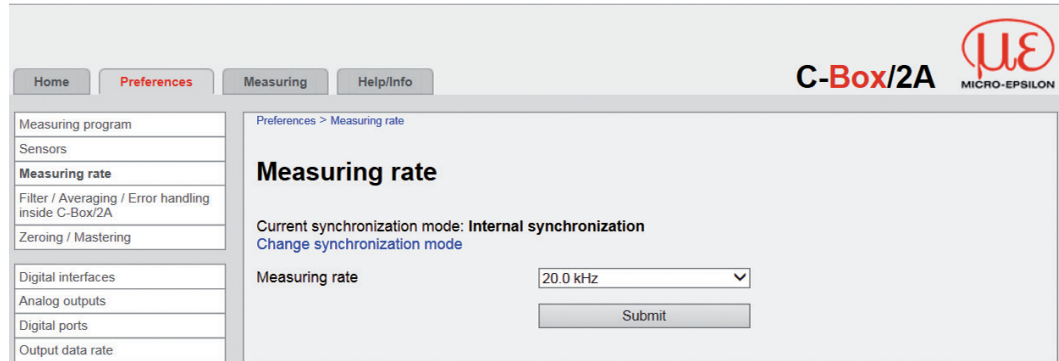 Home
Preferences
Measuring
Help/Info
C-Box/2A
με
MICRO-EPSILON
Measuring program
Sensors
Measuring rate
Filter / Averaging / Error handling
inside C-Box/2A
Zeroing / Mastering
Digital interfaces
Analog outputs
Digital ports
Output data rate
Preferences > Measuring rate
Measuring rate
Current synchronization mode: Internal synchronization
Change synchronization mode
Measuring rate
20.0 kHz
Submit